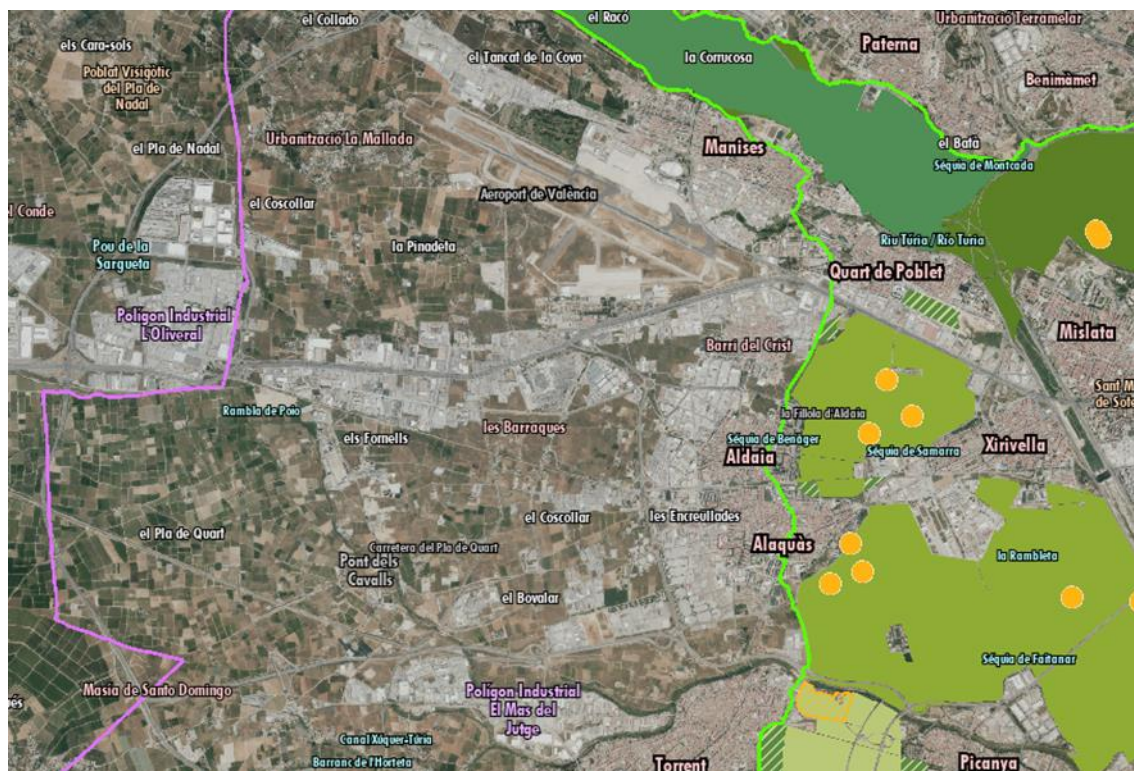 el Collado
el Racó
Urbanització Terramelar
els Cara-sols
el Tancat de la Cova
la Corrucosa
Paterna
Poblat Visigòtic
del Pla de
Nadal
Benimàmet
el Pla de Nadal
Urbanització La Mallada
Manises
el Batà
Séquia de Montcada
Aeroport de València
el Conde
el Coscollar
Pou de la
Sargueta
la Pinadeta
Riu Túria / Río Turia
Quart de Poblet
Polígon Industrial
L'Oliveral
Barri del Crist
Mislata
Sant M
de Sote
Rambla de Poio
la Fillola d'Aldaia
els Fornells
les Barraques
Séquia de Benàger
Séquia de Samarra
Xirivella
Aldaia
el Pla de Quart
el Coscollar
les Encreullades
Alaquàs
Carretera del Pla de Quart
Pont dels
Cavalls
la Rambleta
el Bovalar
Séquia de Faitanar
Masía de Santo Domingo
Polígon Industrial
El Mas del
Jutge
ués
Canal Xúquer-Túria
Barranc de l'Horteta
Torrent
Picanya